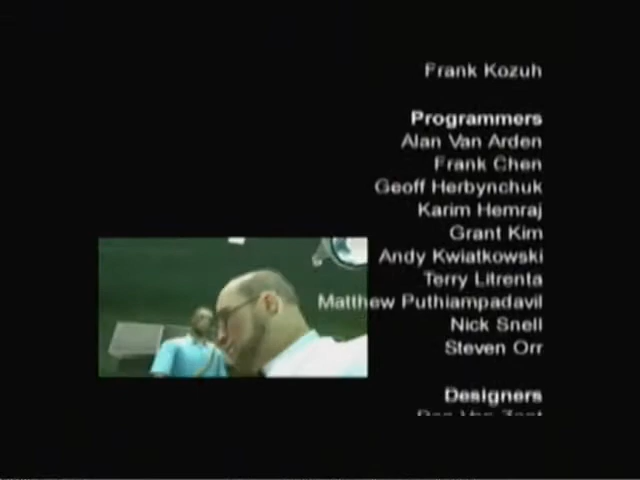 Frank Kozuh
Programmers
Alan Van Arden
Frank Chen
Geoff Herbynchuk
Karim Hemraj
Grant Kim
Andy Kwiatkowski
Terry Litrenta
Matthew Puthiampadavil
Nick Snell
Steven Orr
Designers